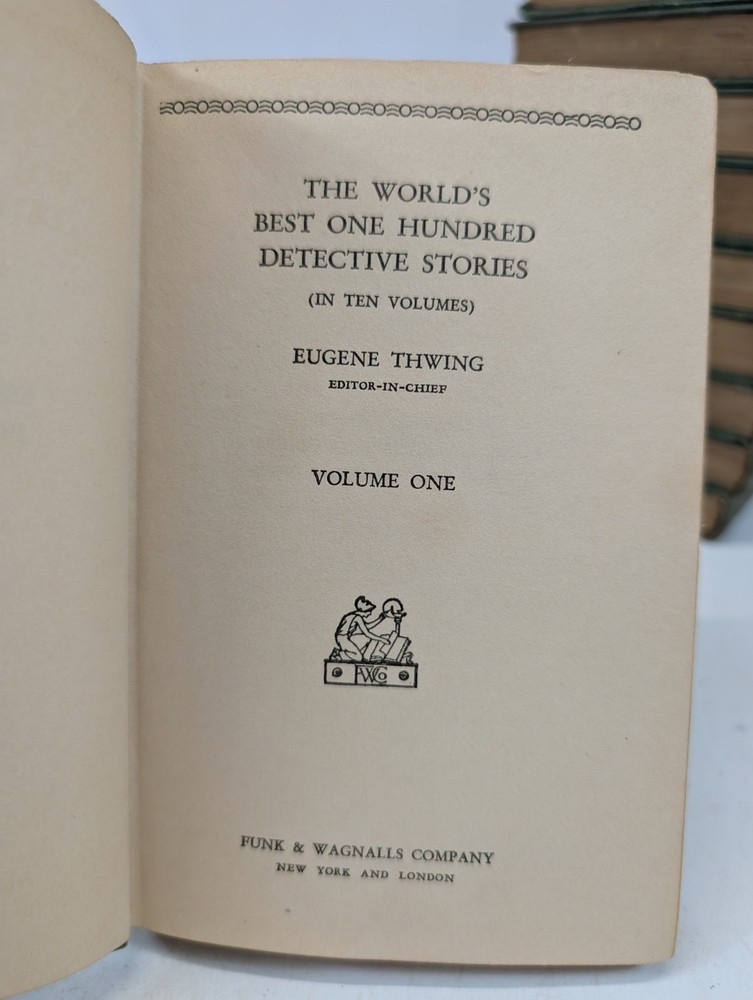 THE WORLD'S
BEST ONE HUNDRED
DETECTIVE STORIES
(IN TEN VOLUMES)
EUGENE THWING
EDITOR-IN-CHIEF
VOLUME ONE
FWCo
FUNK & WAGNALLS COMPANY
NEW YORK AND LONDON